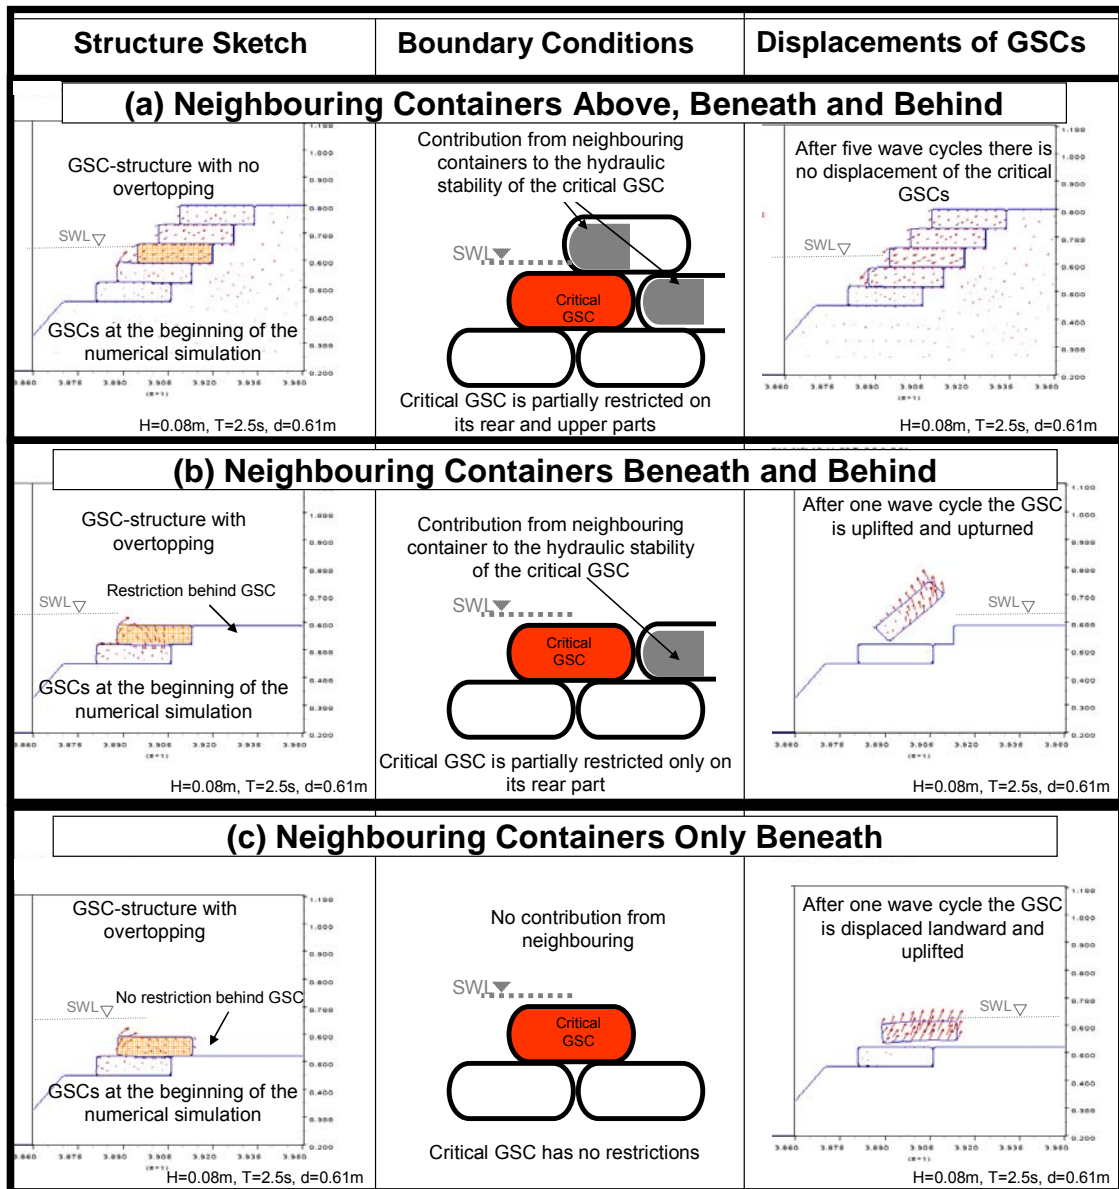 Structure Sketch
Boundary Conditions
Displacements of GSCs
(a) Neighbouring Containers Above, Beneath and Behind
GSC-structure with no
overtopping
SWL
GSCs at the beginning of the
numerical simulation
H=0.08m, T=2.5s, d=0.61m
Contribution from neighbouring
containers to the hydraulic
stability of the critical GSC
SWL
Critical
GSC
Critical GSC is partially restricted on
its rear and upper parts
After five wave cycles there is
no displacement of the critical
GSCs
SWL
H=0.08m, T=2.5s, d=0.61m
(b) Neighbouring Containers Beneath and Behind
GSC-structure with
overtopping
Restriction behind GSC
SWL
GSCs at the beginning of the
numerical simulation
H=0.08m, T=2.5s, d=0.61m
Contribution from neighbouring
container to the hydraulic stability
of the critical GSC
SWL
Critical
GSC
Critical GSC is partially restricted only on
its rear part
After one wave cycle the GSC
is uplifted and upturned
SWL
H=0.08m, T=2.5s, d=0.61m
(c) Neighbouring Containers Only Beneath
GSC-structure with
overtopping
No restriction behind GSC
SWL
GSCs at the beginning of the
numerical simulation
H=0.08m, T=2.5s, d=0.61m
No contribution from
neighbouring
SWL
Critical
GSC
Critical GSC has no restrictions
After one wave cycle the GSC
is displaced landward and
uplifted
SWL
H=0.08m, T=2.5s, d=0.61m